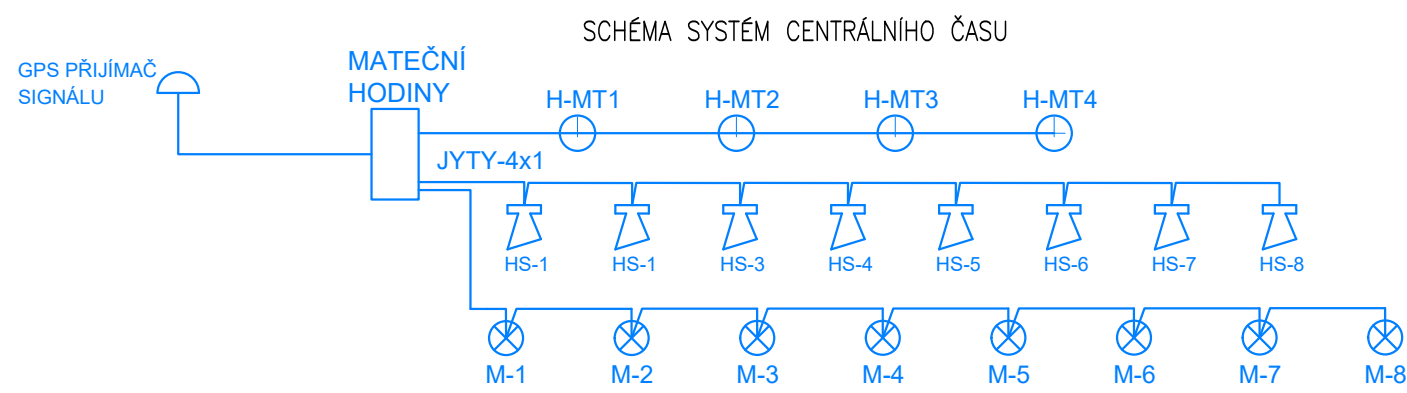 SCHÉMA SYSTÉM CENTRÁLNÍHO ČASU
GPS PŘIJÍMAČ
SIGNÁLU
MATEČNÍ
HODINY
H-MT1
H-MT2
H-MT3
H-MT4
JYTY-4x1
HS-1
HS-1
HS-3
HS-4
HS-5
HS-6
HS-7
HS-8
M-1
M-2
M-3
M-4
M-5
M-6
M-7
M-8